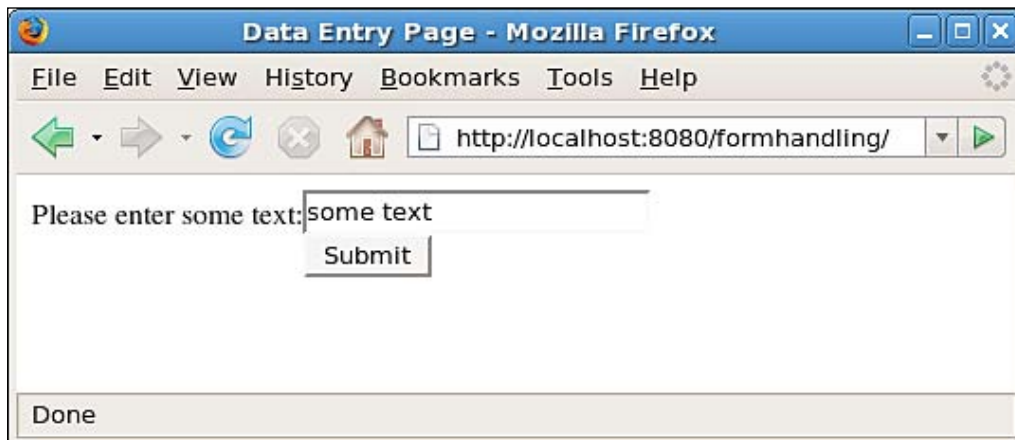 Data Entry Page - Mozilla Firefox
File Edit View History Bookmarks Tools Help
http://localhost:8080/formhandling/
Please enter some text: some text
Submit
Done